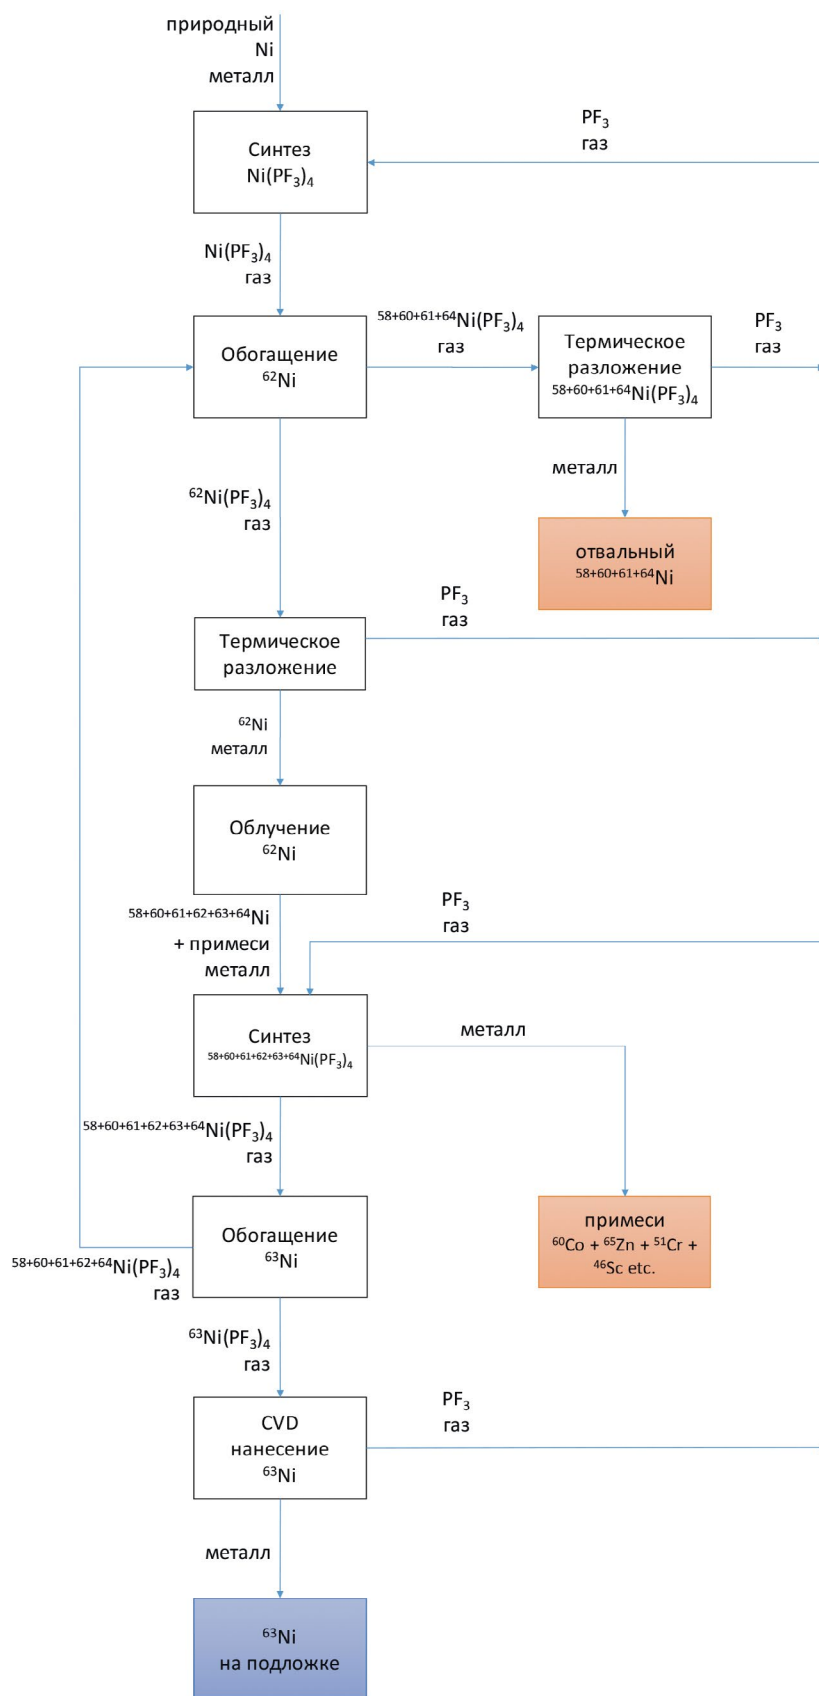 природный
Ni
металл
PF₃
газ
Синтез
Ni(PF₃)₄
Ni(PF₃)₄
газ
Обогащение
⁶²Ni
⁵⁸⁺⁶⁰⁺⁶¹⁺⁶⁴Ni(PF₃)₄
газ
Термическое
разложение
⁵⁸⁺⁶⁰⁺⁶¹⁺⁶⁴Ni(PF₃)₄
PF₃
газ
металл
⁶²Ni(PF₃)₄
газ
отвальный
⁵⁸⁺⁶⁰⁺⁶¹⁺⁶⁴Ni
PF₃
газ
Термическое
разложение
⁶²Ni
металл
Облучение
⁶²Ni
⁵⁸⁺⁶⁰⁺⁶¹⁺⁶²⁺⁶³⁺⁶⁴Ni
+ примеси
металл
PF₃
газ
Синтез
⁵⁸⁺⁶⁰⁺⁶¹⁺⁶²⁺⁶³⁺⁶⁴Ni(PF₃)₄
металл
⁵⁸⁺⁶⁰⁺⁶¹⁺⁶²⁺⁶³⁺⁶⁴Ni(PF₃)₄
газ
Обогащение
⁶³Ni
примеси
⁶⁰Co + ⁶⁵Zn + ⁵¹Cr +
⁴⁶Sc etc.
⁵⁸⁺⁶⁰⁺⁶¹⁺⁶²⁺⁶⁴Ni(PF₃)₄
газ
⁶³Ni(PF₃)₄
газ
CVD
нанесение
⁶³Ni
PF₃
газ
металл
⁶³Ni
на подложке